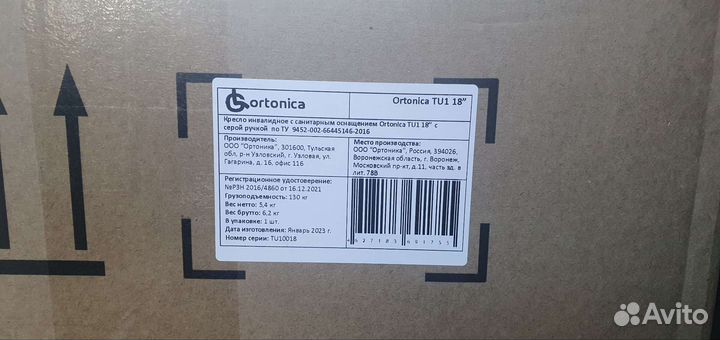 ortonica
Ortonica TU1 18”
Кресло инвалидное с санитарным оснащением Ortonica TU1 18” с
серой ручкой по ТУ 9452-002-66445146-2016
Производитель:
ООО "Ортоника", 301600, Тульская
обл, р-н Узловский, г. Узловая, ул.
Гагарина, д. 16, офис 116
Место производства:
ООО "Ортоника", Россия, 394026,
Воронежская область, г. Воронеж,
Московский пр-кт, д.11, часть зд. в
лит. 78В
Регистрационное удостоверение:
№РЗН 2016/4860 от 16.12.2021
Грузоподъемность: 130 кг
Вес нетто: 5,4 кг
Вес брутто: 6,2 кг
В упаковке: 1 шт.
Дата изготовления: Январь 2023 г.
Номер серии: TU10018
Avito